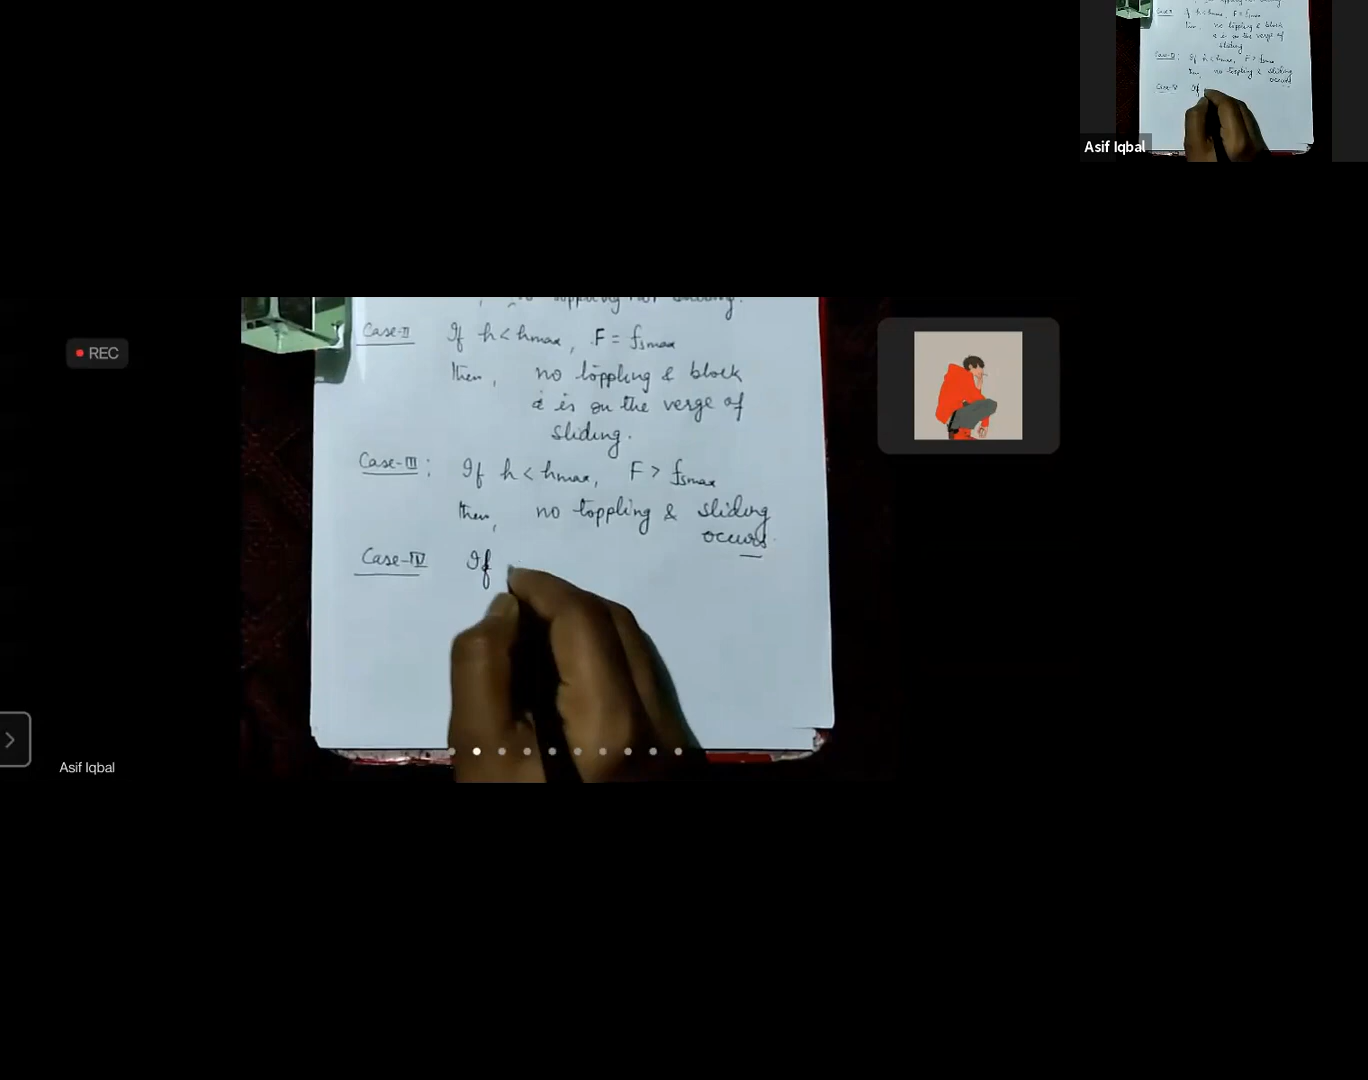 Case-II If h < hmax, F = fsmax
then, no toppling & block
is on the verge of
sliding.
Case-III: If h < hmax, F > fsmax
then, no toppling & sliding
occurs.
Case-IV If
REC
Asif Iqbal
Asif Iqbal